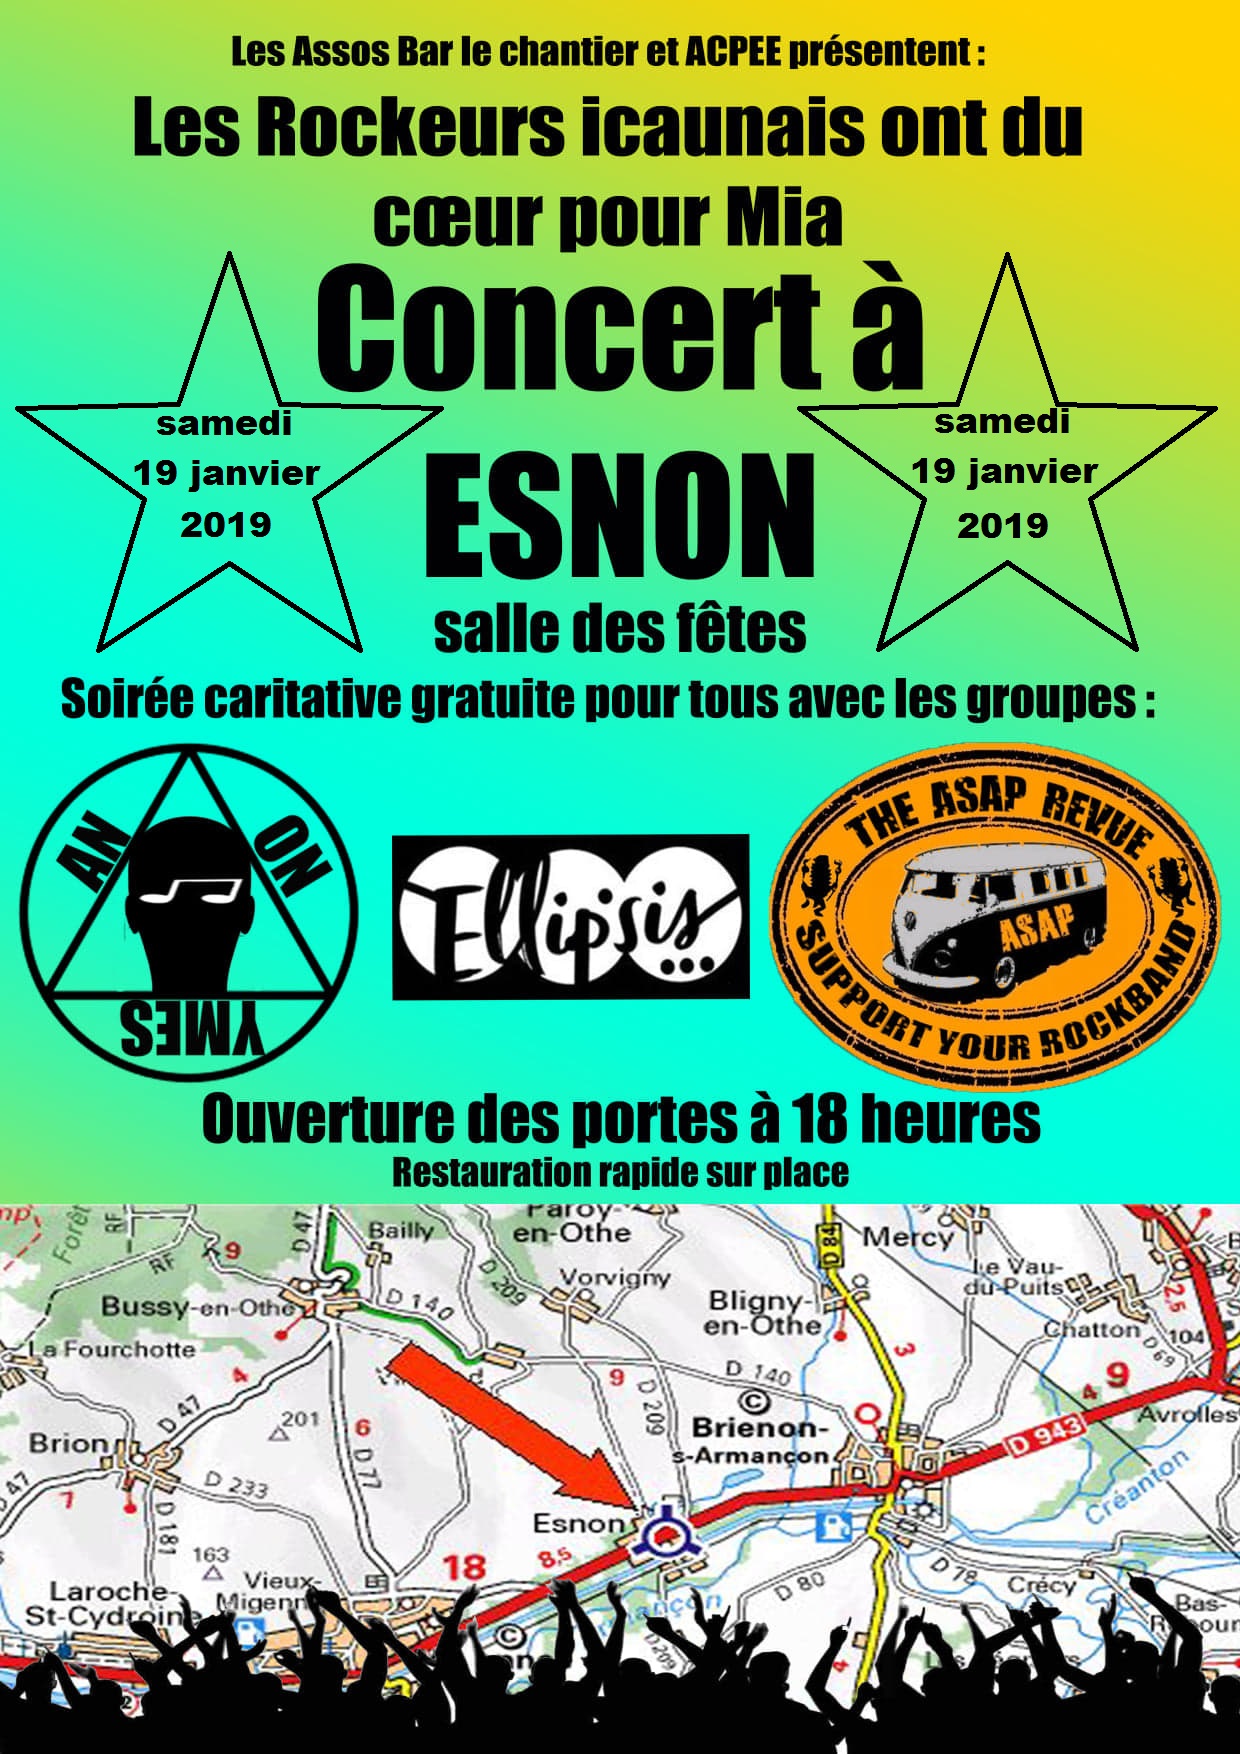 Les Assos Bar le chantier et ACPEE présentent :
Les Rockeurs icaunais ont du
cœur pour Mia
Concert à
samedi
19 janvier
2019
samedi
19 janvier
2019
ESNON
salle des fêtes
Soirée caritative gratuite pour tous avec les groupes :
AN
ON
YMES
Ellipsis...
THE ASAP REVUE
ASAP
SUPPORT YOUR ROCKBAND
Ouverture des portes à 18 heures
Restauration rapide sur place
Forêt
RF
RF
9
D 47
Bailly
Paroy-
en-Othe
D 84
Mercy
Le Vau-
du-Puits
Bussy-en-Othe
D 140
D 209
Vorvigny
Bligny-
en-Othe
2,5
La Fourchotte
Chatton
104
D 69
3
4
9
D 140
4
9
D 47
201
6
D 209
©
Brienon-
s-Armançon
D 943
Avrolles
Brion
D 77
D 233
D 47
7
D 181
Créanton
Esnon
163
18
8,5
D 80
D 78
Crécy
Laroche-
St-Cydroine
Vieux-
Migenn
©
D 209
4
Bas-